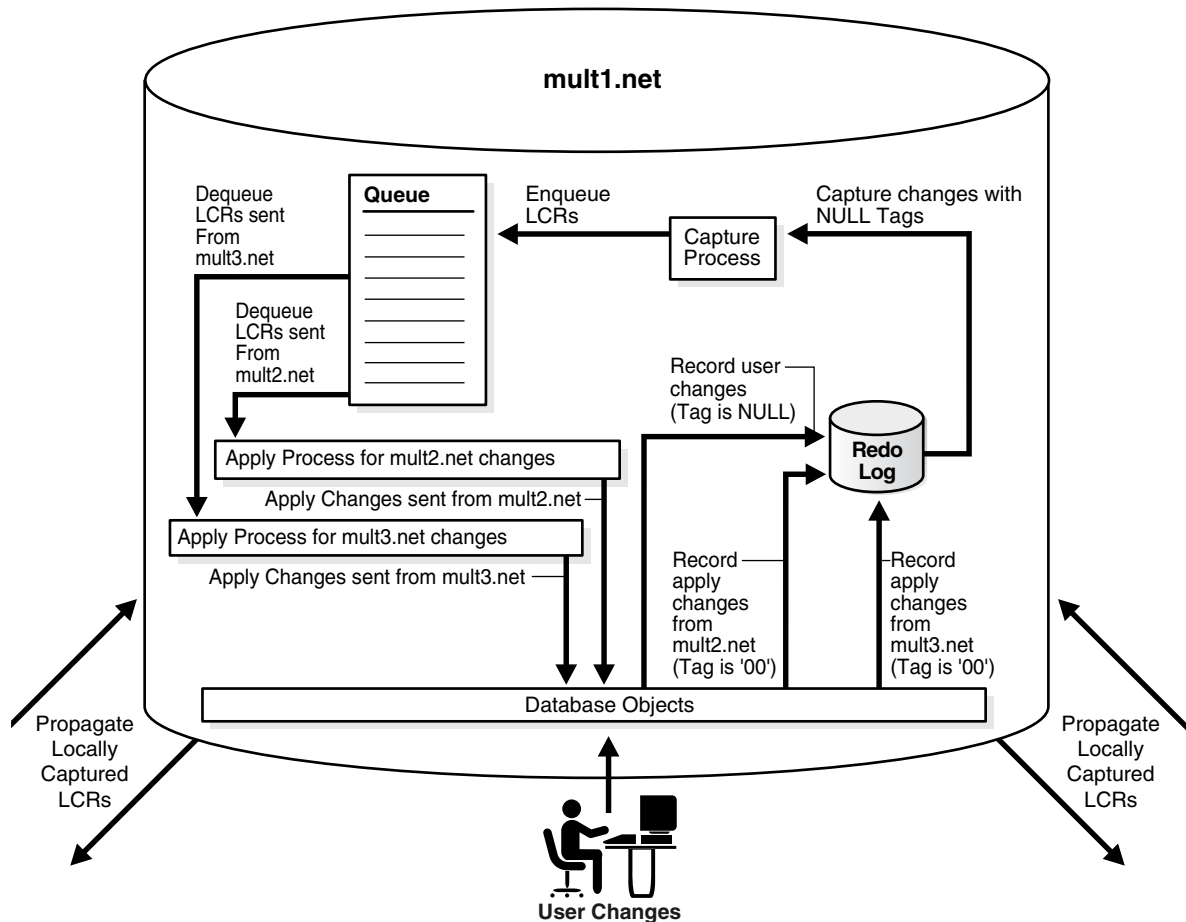 mult1.net
Dequeue
LCRs sent
From
mult3.net
Queue
Enqueue
LCRs
Capture
Process
Capture changes with
NULL Tags
Dequeue
LCRs sent
From
mult2.net
Record user
changes
(Tag is NULL)
Redo
Log
Apply Process for mult2.net changes
Apply Changes sent from mult2.net
Apply Process for mult3.net changes
Apply Changes sent from mult3.net
Record
apply
changes
from
mult2.net
(Tag is '00')
Record
apply
changes
from
mult3.net
(Tag is '00')
Database Objects
Propagate
Locally
Captured
LCRs
Propagate
Locally
Captured
LCRs
User Changes